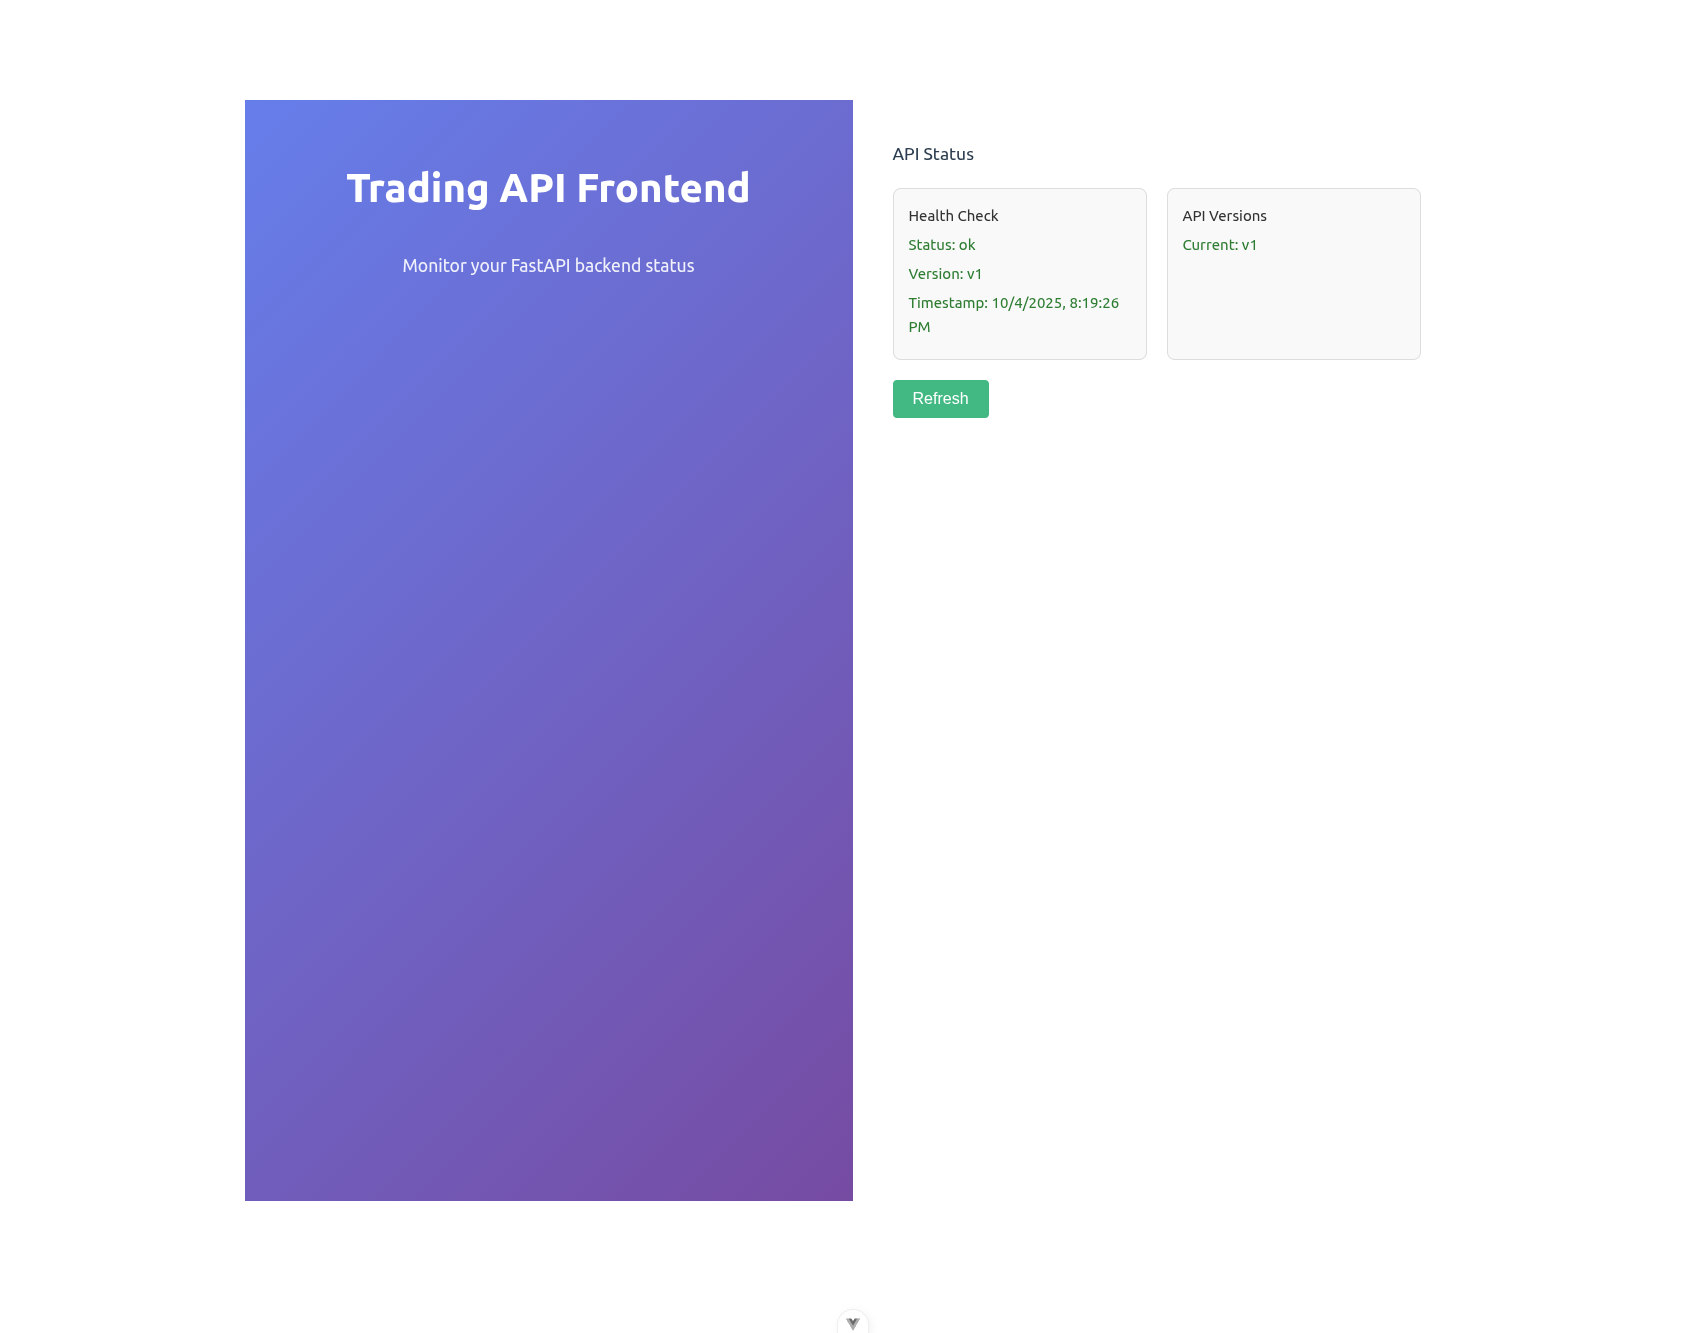 Trading API Frontend
Monitor your FastAPI backend status
API Status
Health Check
Status: ok
Version: v1
Timestamp: 10/4/2025, 8:19:26
PM
API Versions
Current: v1
Refresh